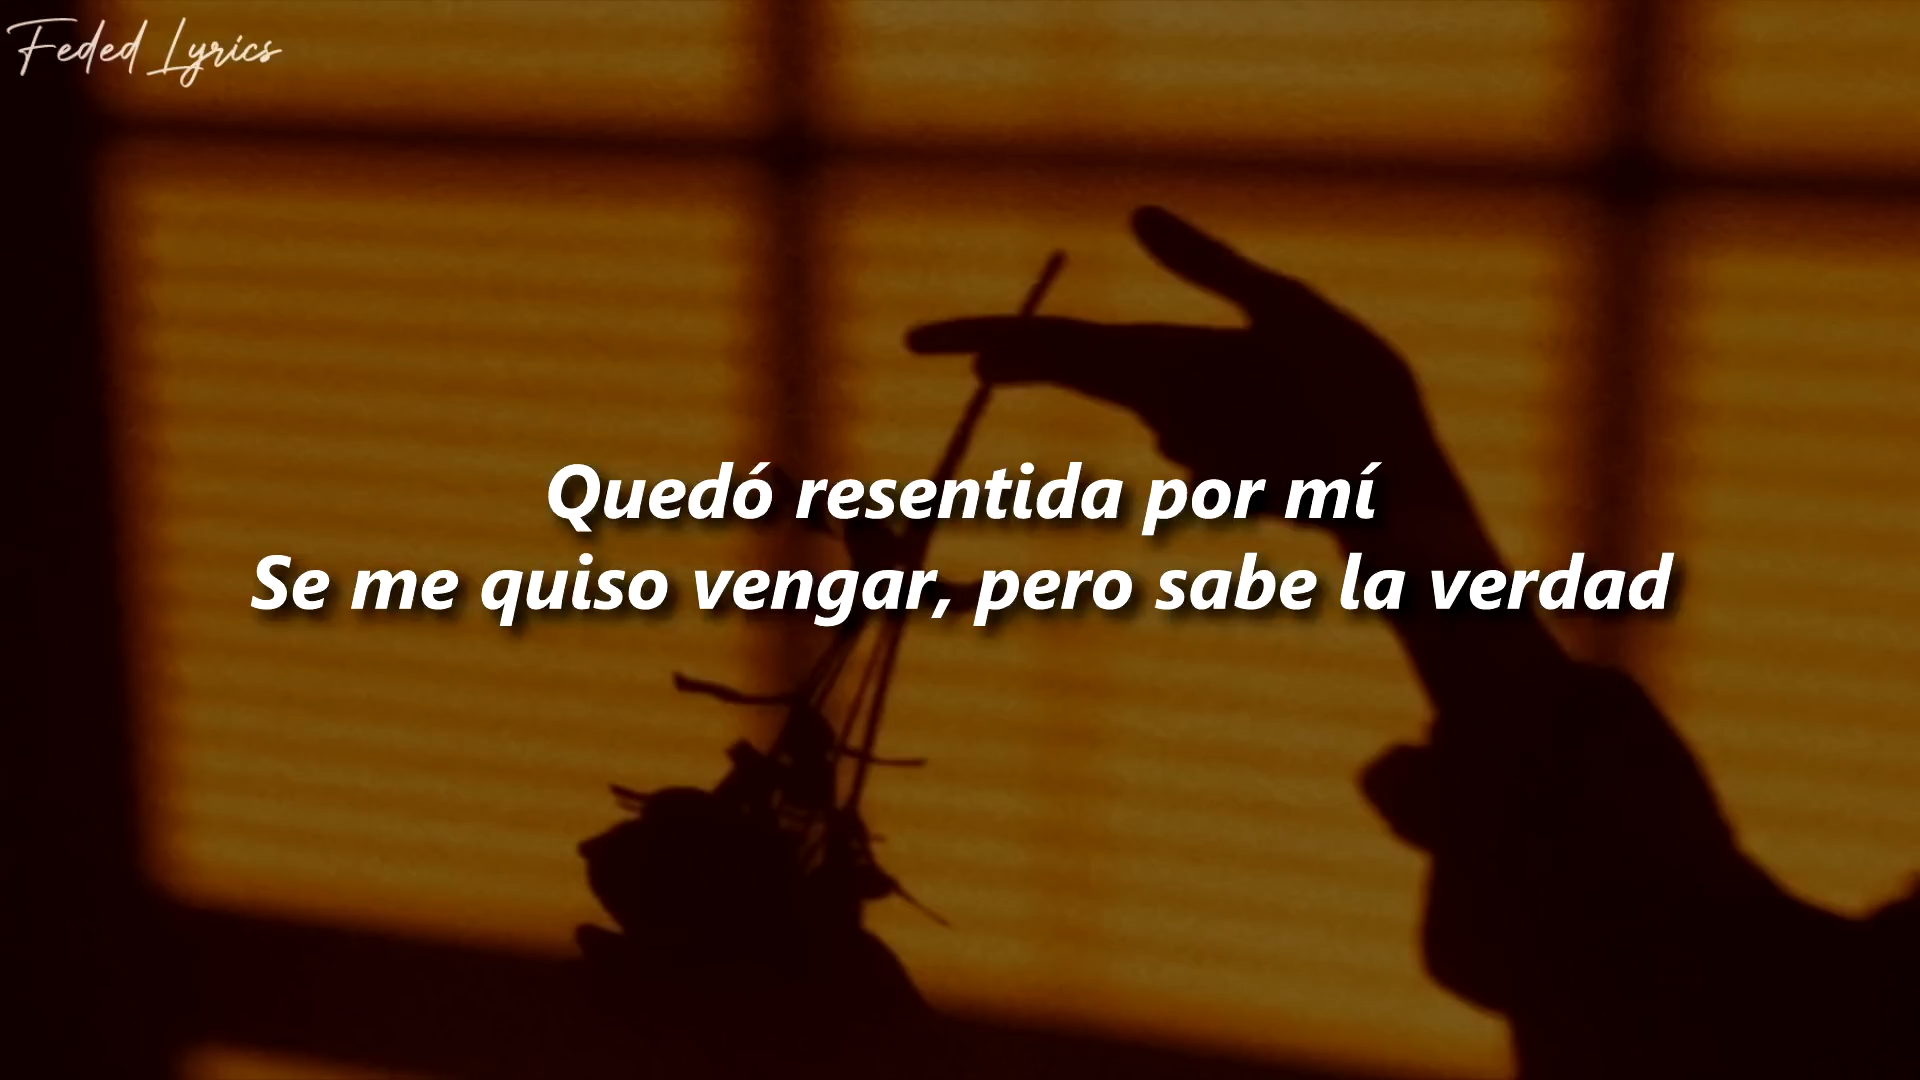 Feded Lyrics
Quedó resentida por mí
Se me quiso vengar, pero sabe la verdad